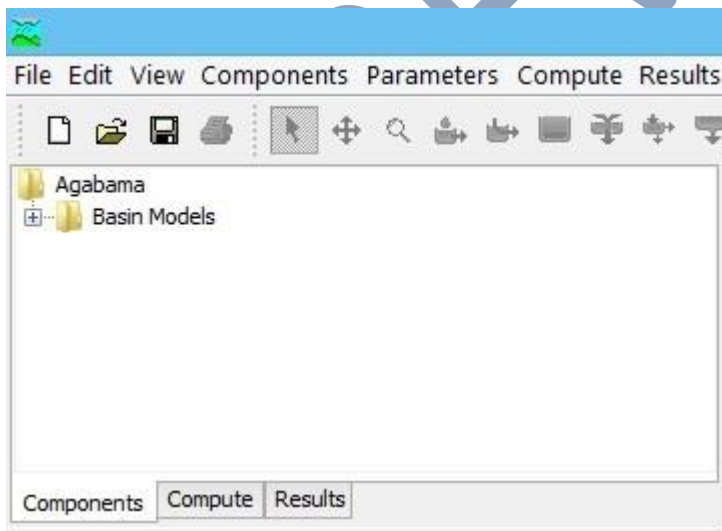 File Edit View Components Parameters Compute Results
Agabama
Basin Models
Components Compute Results